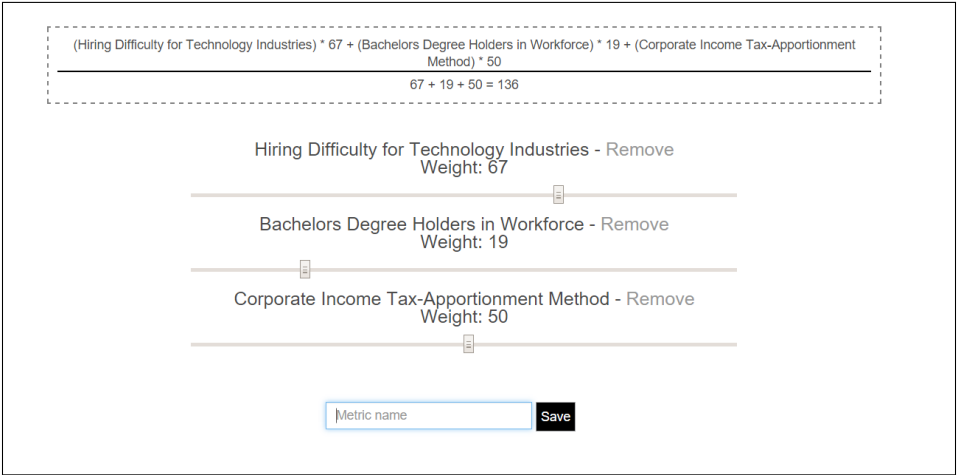 (Hiring Difficulty for Technology Industries) * 67 + (Bachelors Degree Holders in Workforce) * 19 + (Corporate Income Tax-Apportionment
Method) * 50
67 + 19 + 50 = 136
Hiring Difficulty for Technology Industries - Remove
Weight: 67
Bachelors Degree Holders in Workforce - Remove
Weight: 19
Corporate Income Tax-Apportionment Method - Remove
Weight: 50
Metric name Save